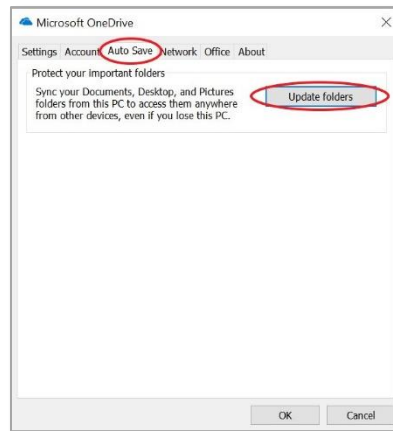 Microsoft OneDrive
Settings Account Auto Save Network Office About
Protect your important folders
Sync your Documents, Desktop, and Pictures
folders from this PC to access them anywhere
from other devices, even if you lose this PC.
Update folders
OK Cancel